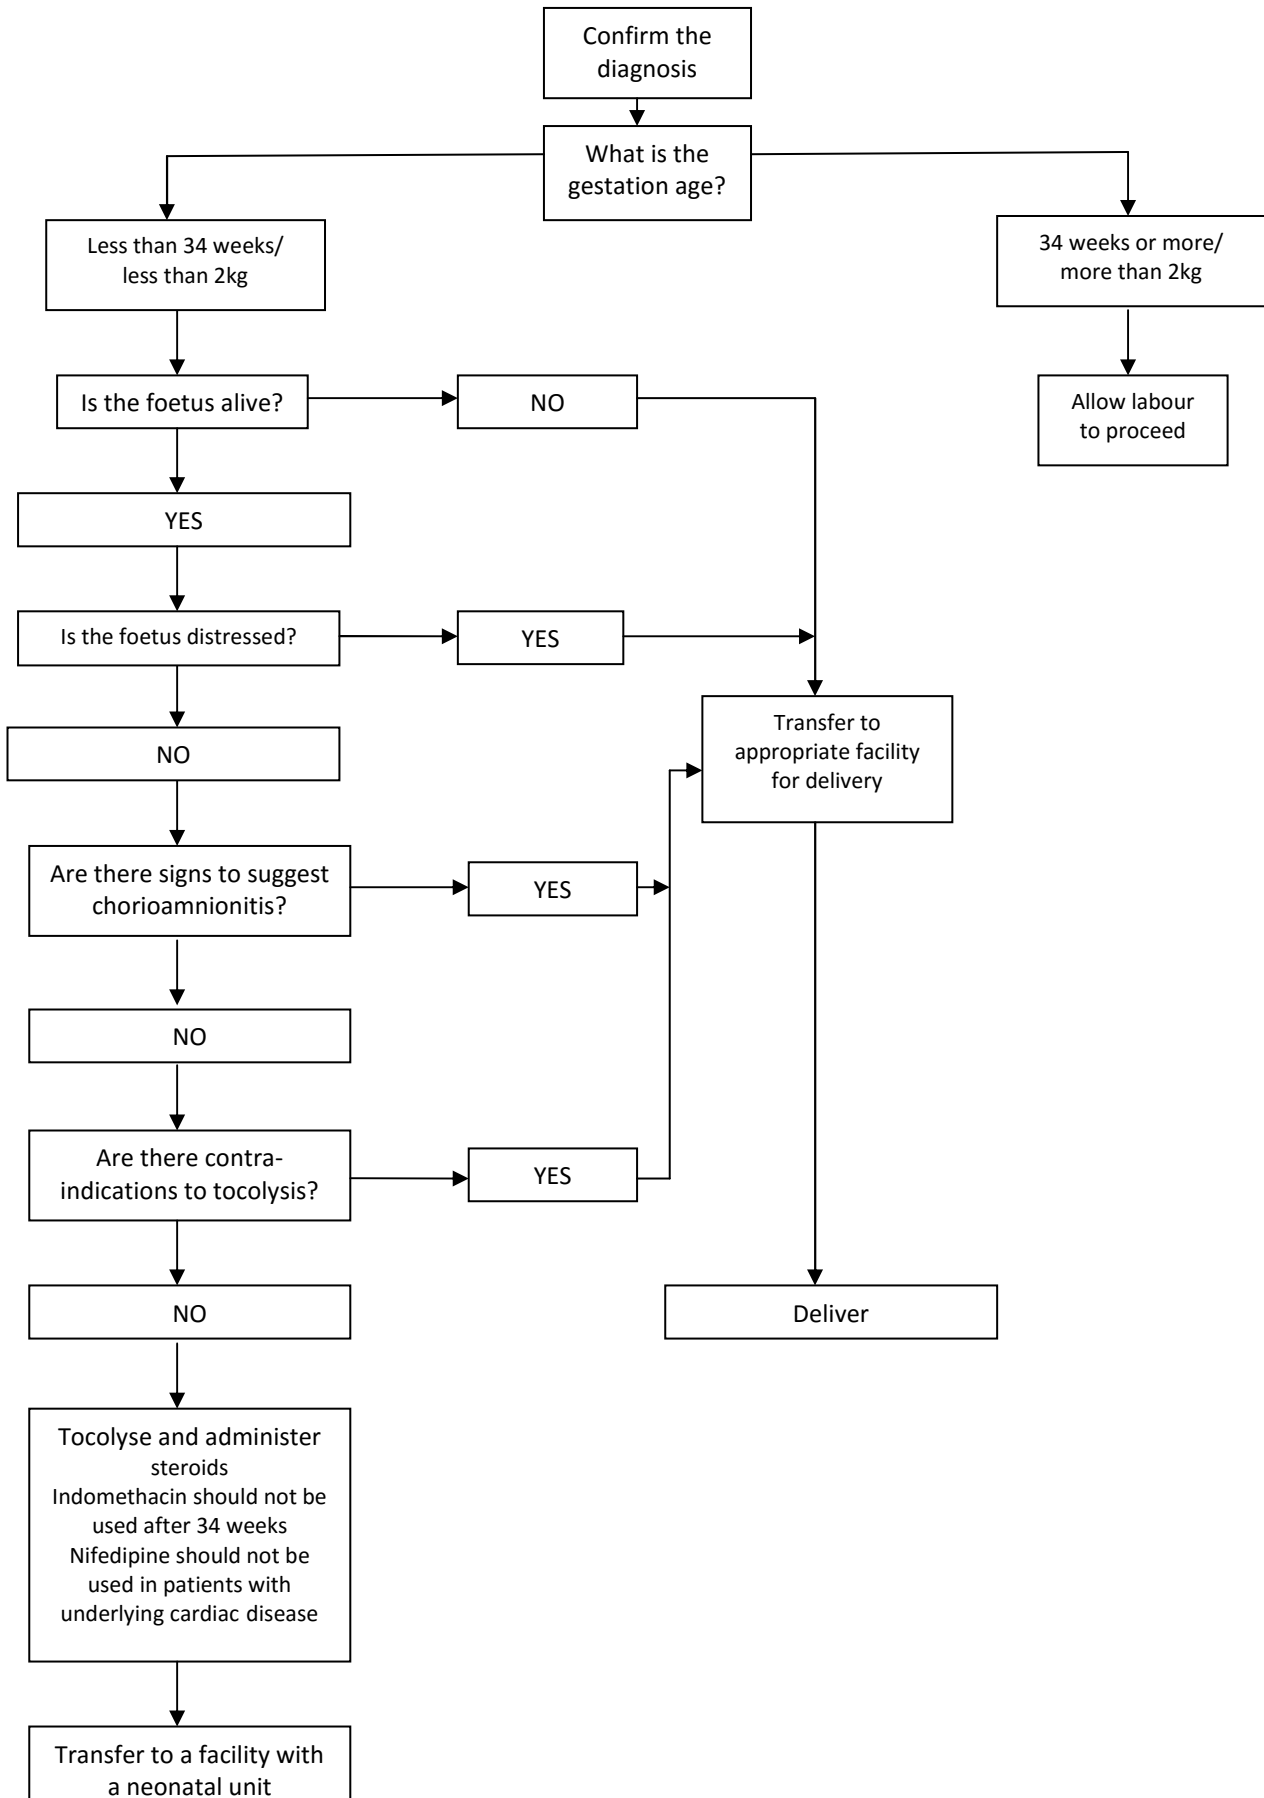 Confirm the
diagnosis
What is the
gestation age?
Less than 34 weeks/
less than 2kg
34 weeks or more/
more than 2kg
Is the foetus alive?
NO
Allow labour
to proceed
YES
Is the foetus distressed?
YES
Transfer to
appropriate facility
for delivery
NO
Are there signs to suggest
chorioamnionitis?
YES
NO
Are there contra-
indications to tocolysis?
YES
NO
Deliver
Tocolyse and administer
steroids
Indomethacin should not be
used after 34 weeks
Nifedipine should not be
used in patients with
underlying cardiac disease
Transfer to a facility with
a neonatal unit